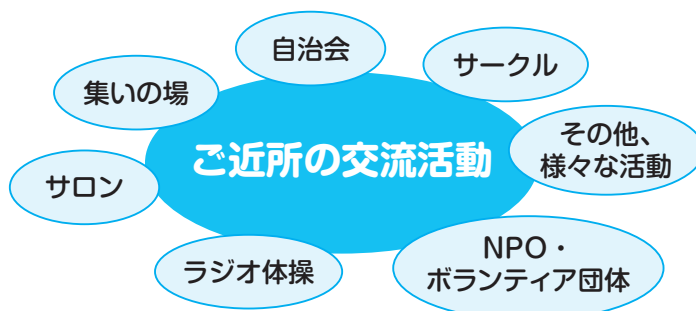 自治会
サークル
集いの場
ご近所の交流活動
その他、
様々な活動
サロン
ラジオ体操
NPO・
ボランティア団体